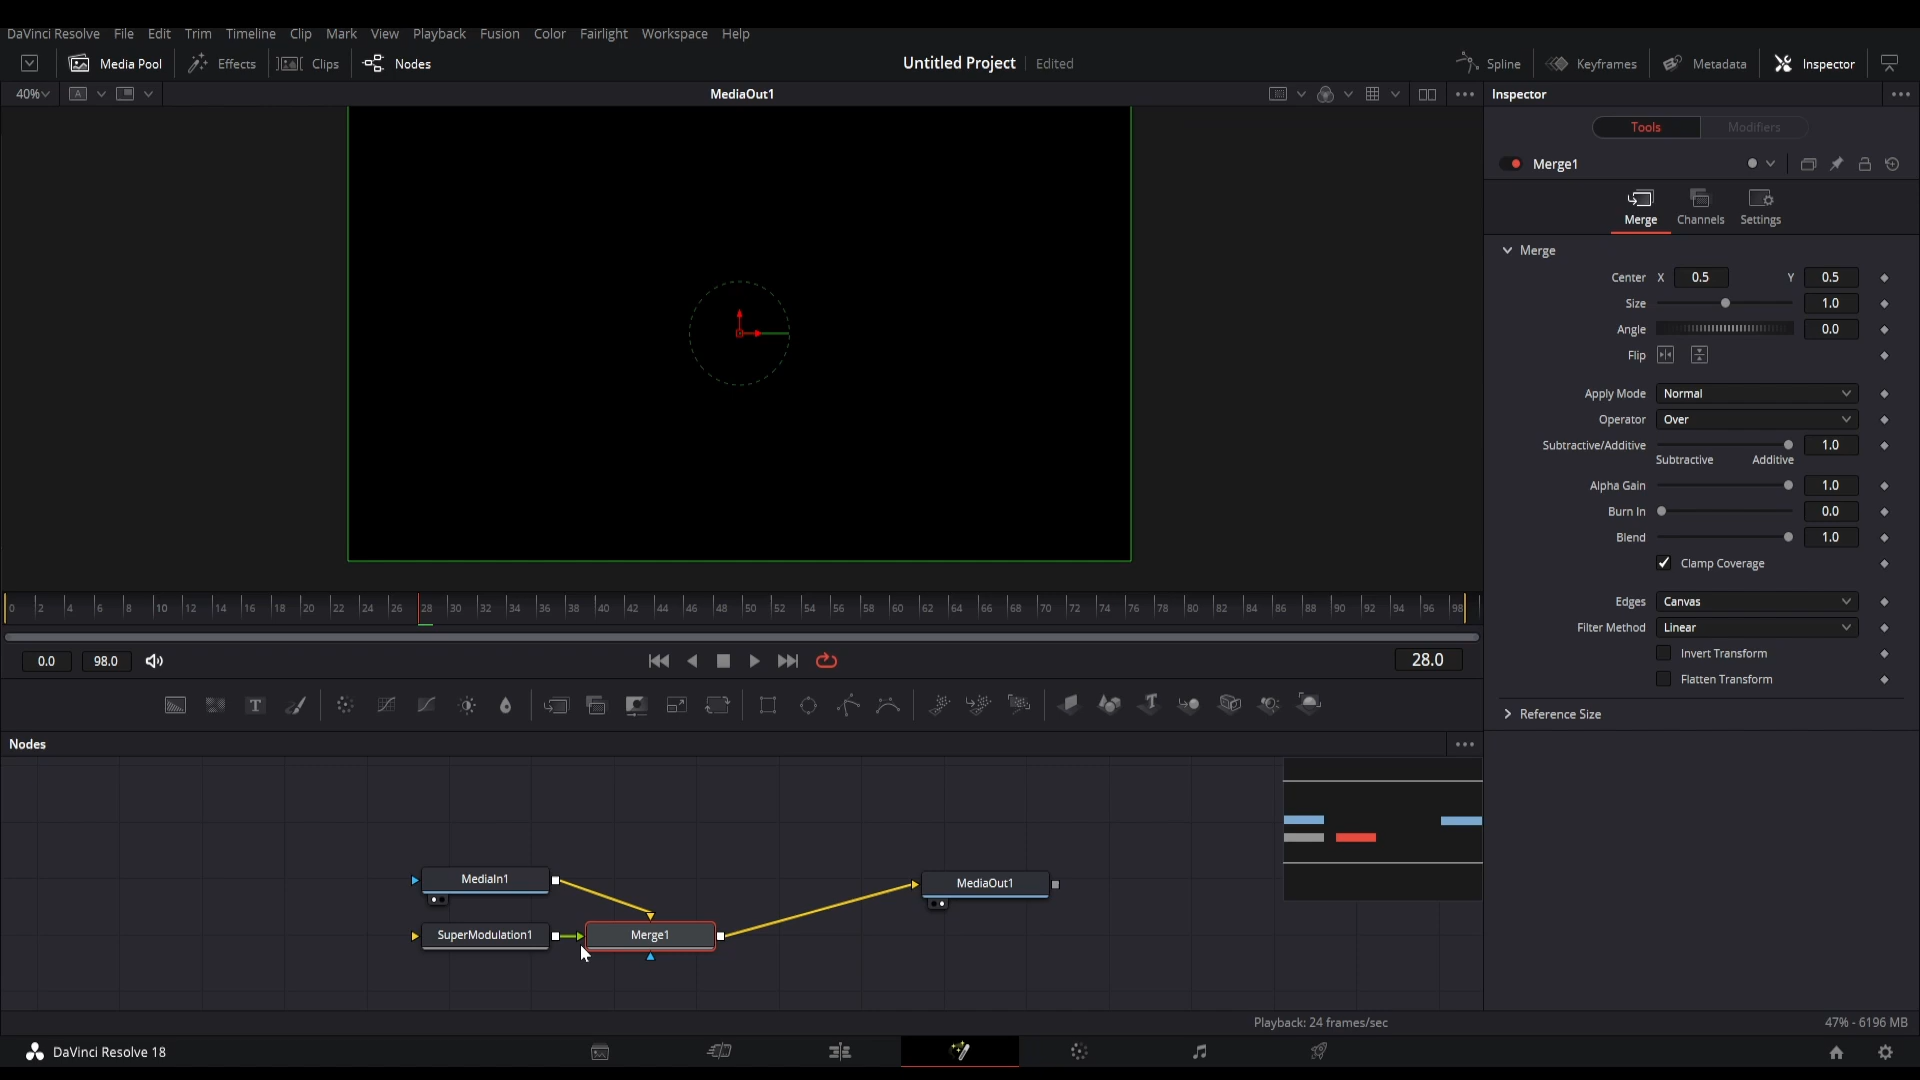 DaVinci Resolve File Edit Trim Timeline Clip Mark View Playback Fusion Color Fairlight Workspace Help
Media Pool Effects Clips Nodes Untitled Project Edited Spline Keyframes Metadata Inspector
40% A MediaOut1 Inspector
Tools Modifiers
Merge1
Merge Channels Settings
Merge
Center X 0.5 Y 0.5
Size 1.0
Angle 0.0
Flip
Apply Mode Normal
Operator Over
Subtractive/Additive 1.0
Subtractive Additive
Alpha Gain 1.0
Burn In 0.0
Blend 1.0
Clamp Coverage
Edges Canvas
Filter Method Linear
Invert Transform
Flatten Transform
Reference Size
0 2 4 6 8 10 12 14 16 18 20 22 24 26 28 30 32 34 36 38 40 42 44 46 48 50 52 54 56 58 60 62 64 66 68 70 72 74 76 78 80 82 84 86 88 90 92 94 96 98
0.0 98.0 28.0
T T
Nodes
MediaIn1 MediaOut1
SuperModulation1 Merge1
Playback: 24 frames/sec 47% - 6196 MB
DaVinci Resolve 18